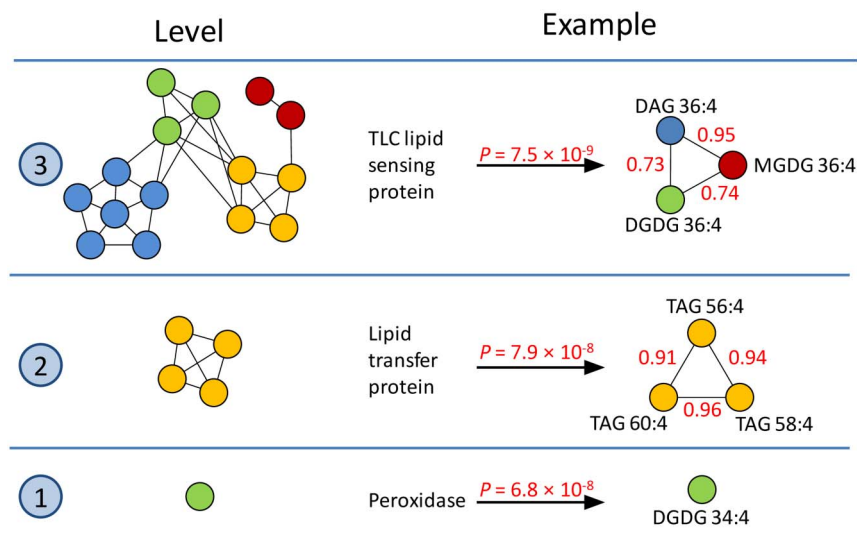 Level
Example
3
TLC lipid
sensing
protein
P = 7.5 × 10⁻⁹
DAG 36:4
0.95
0.73
MGDG 36:4
0.74
DGDG 36:4
2
Lipid
transfer
protein
P = 7.9 × 10⁻⁸
TAG 56:4
0.91
0.94
0.96
TAG 60:4
TAG 58:4
1
Peroxidase
P = 6.8 × 10⁻⁸
DGDG 34:4